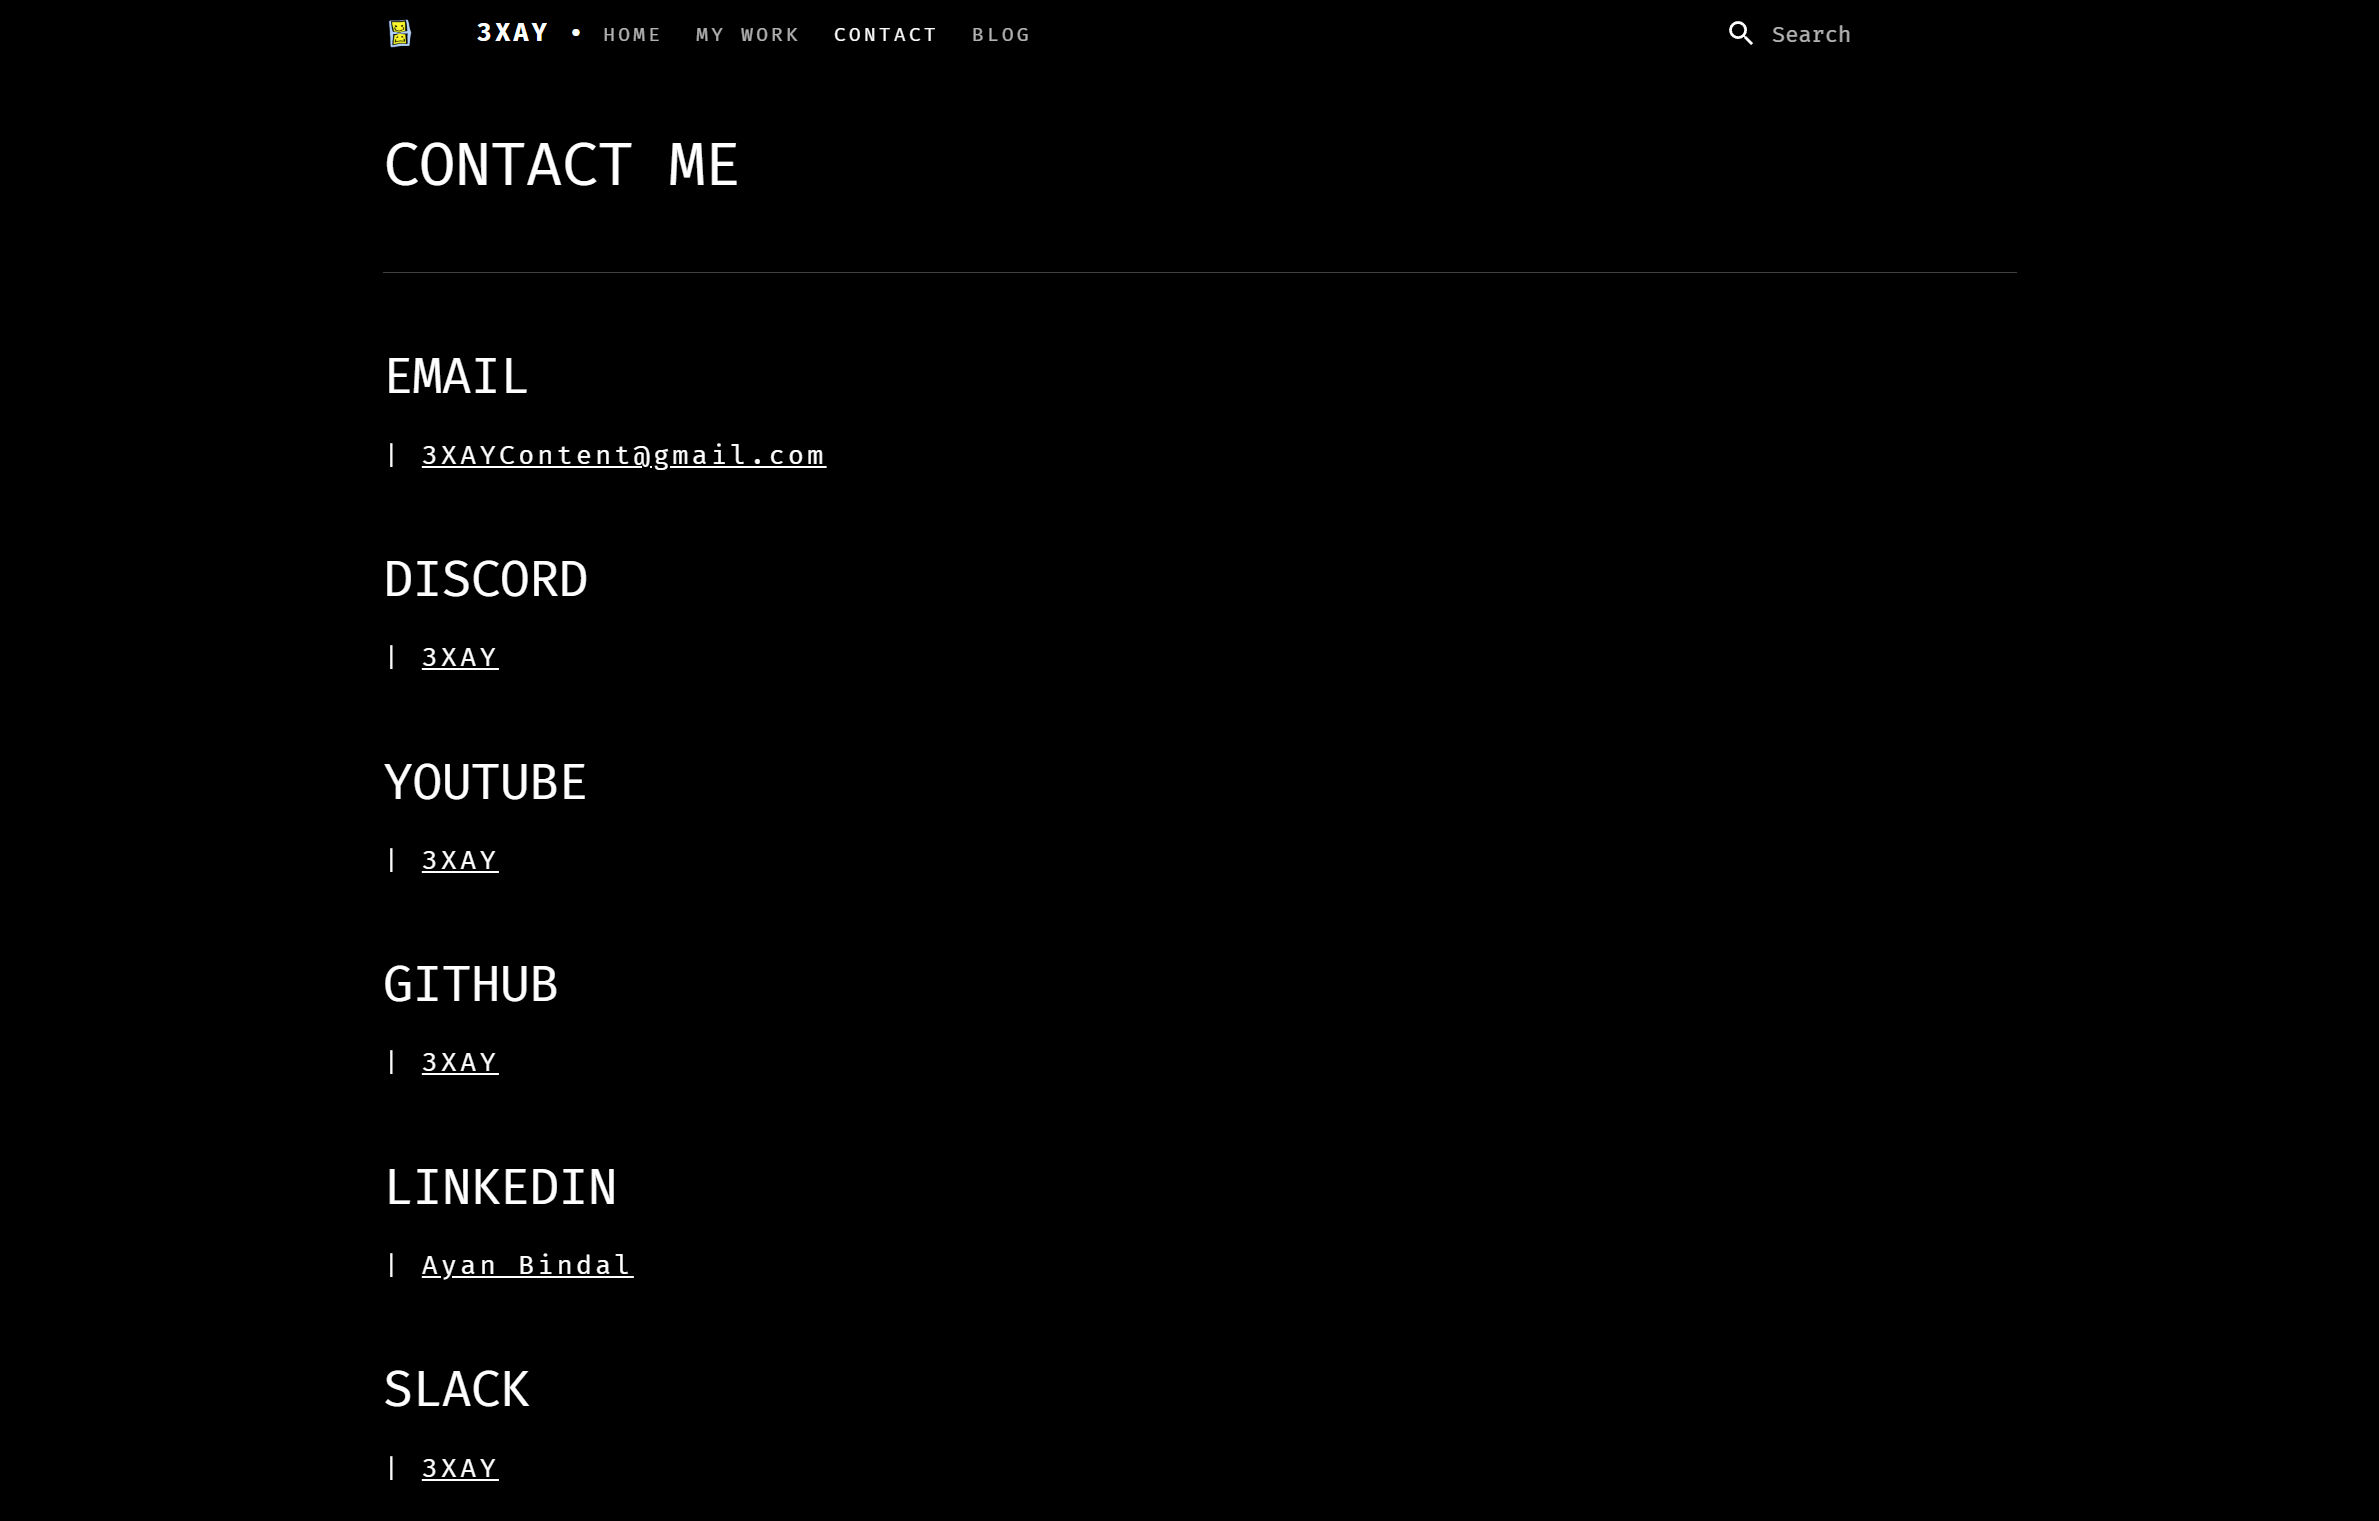 3XAY • HOME MY WORK CONTACT BLOG Search
CONTACT ME
EMAIL
| 3XAYContent@gmail.com
DISCORD
| 3XAY
YOUTUBE
| 3XAY
GITHUB
| 3XAY
LINKEDIN
| Ayan Bindal
SLACK
| 3XAY